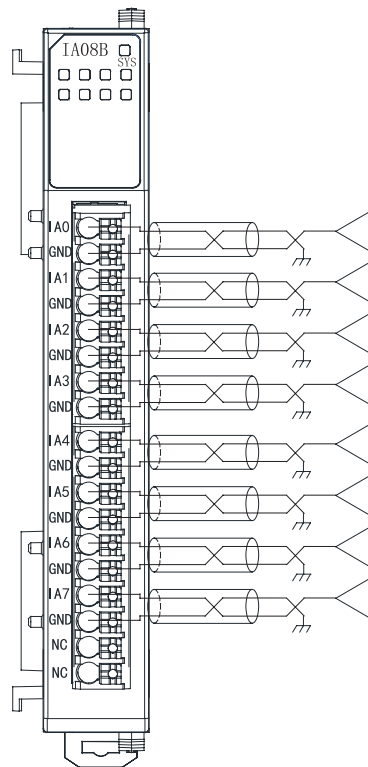 IA08B
SYS
IA0
GND
IA1
GND
IA2
GND
IA3
GND
IA4
GND
IA5
GND
IA6
GND
IA7
GND
NC
NC